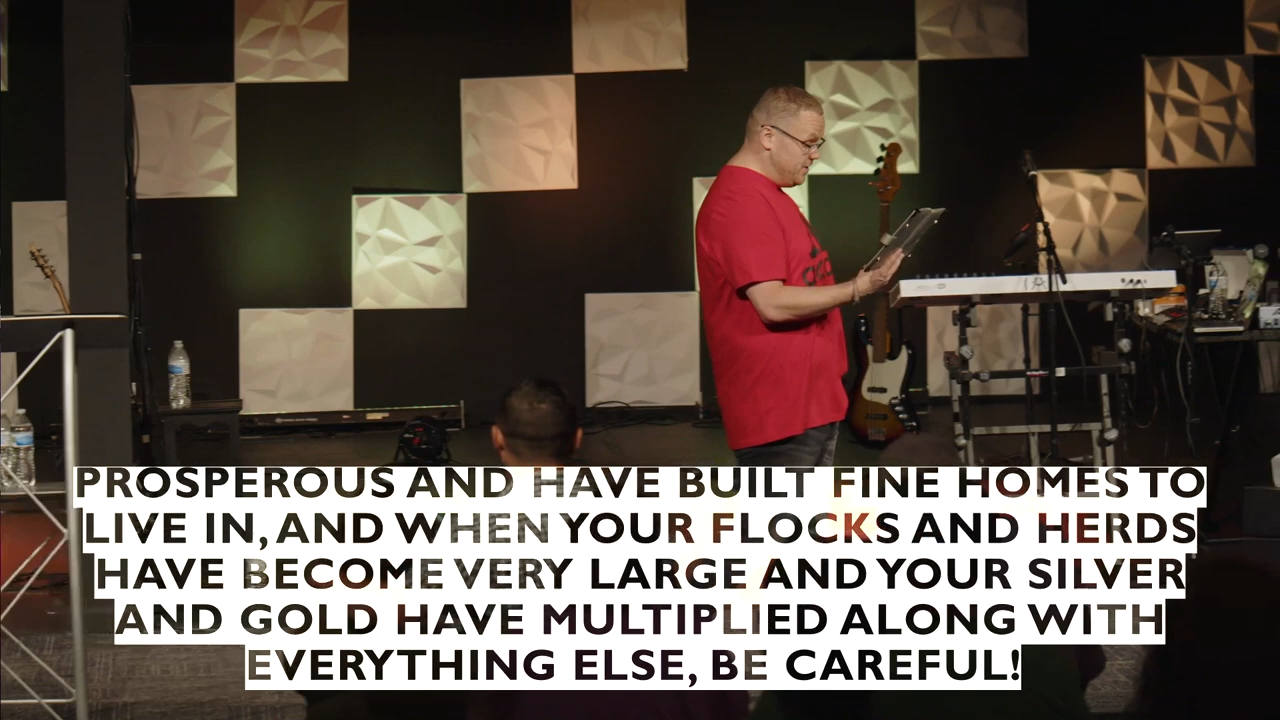 PROSPEROUS AND HAVE BUILT FINE HOMES TO
LIVE IN, AND WHEN YOUR FLOCKS AND HERDS
HAVE BECOME VERY LARGE AND YOUR SILVER
AND GOLD HAVE MULTIPLIED ALONG WITH
EVERYTHING ELSE, BE CAREFUL!